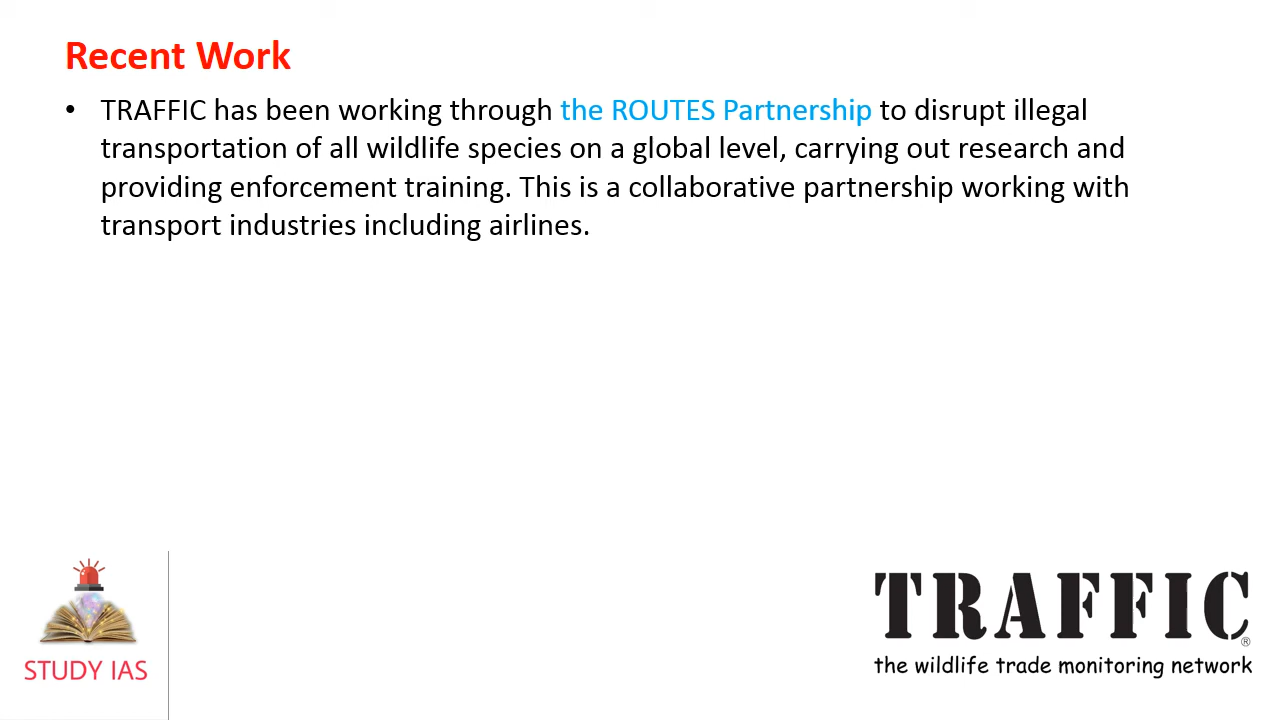 Recent Work
• TRAFFIC has been working through the ROUTES Partnership to disrupt illegal
transportation of all wildlife species on a global level, carrying out research and
providing enforcement training. This is a collaborative partnership working with
transport industries including airlines.
STUDY IAS
TRAFFIC®
the wildlife trade monitoring network